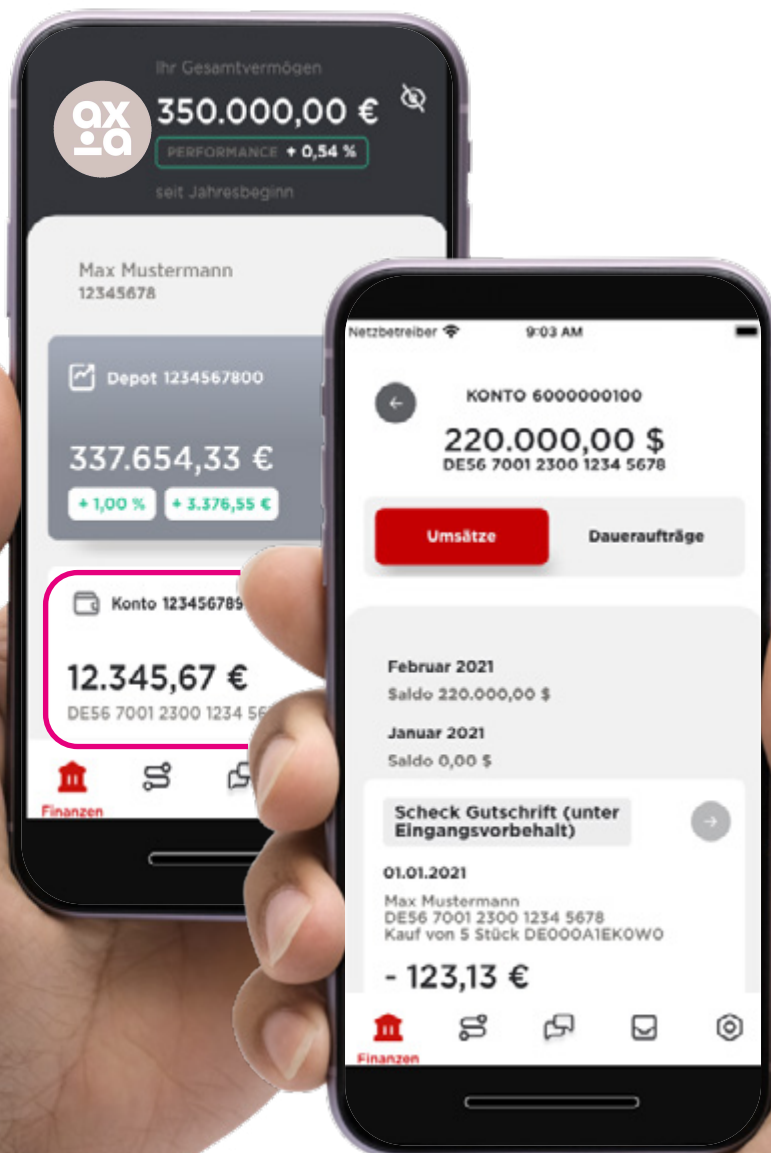 Ihr Gesamtvermögen
ax
ia
350.000,00 €
PERFORMANCE + 0,54 %
seit Jahresbeginn
Max Mustermann
12345678
Depot 1234567800
337.654,33 €
+ 1,00 % + 3.376,55 €
Konto 123456789
12.345,67 €
DE56 7001 2300 1234 56
Finanzen
Netzbetreiber 9:03 AM
KONTO 6000000100
220.000,00 $
DE56 7001 2300 1234 5678
Umsätze Daueraufträge
Februar 2021
Saldo 220.000,00 $
Januar 2021
Saldo 0,00 $
Scheck Gutschrift (unter
Eingangsvorbehalt)
01.01.2021
Max Mustermann
DE56 7001 2300 1234 5678
Kauf von 5 Stück DE000A1EK0W0
- 123,13 €
Finanzen